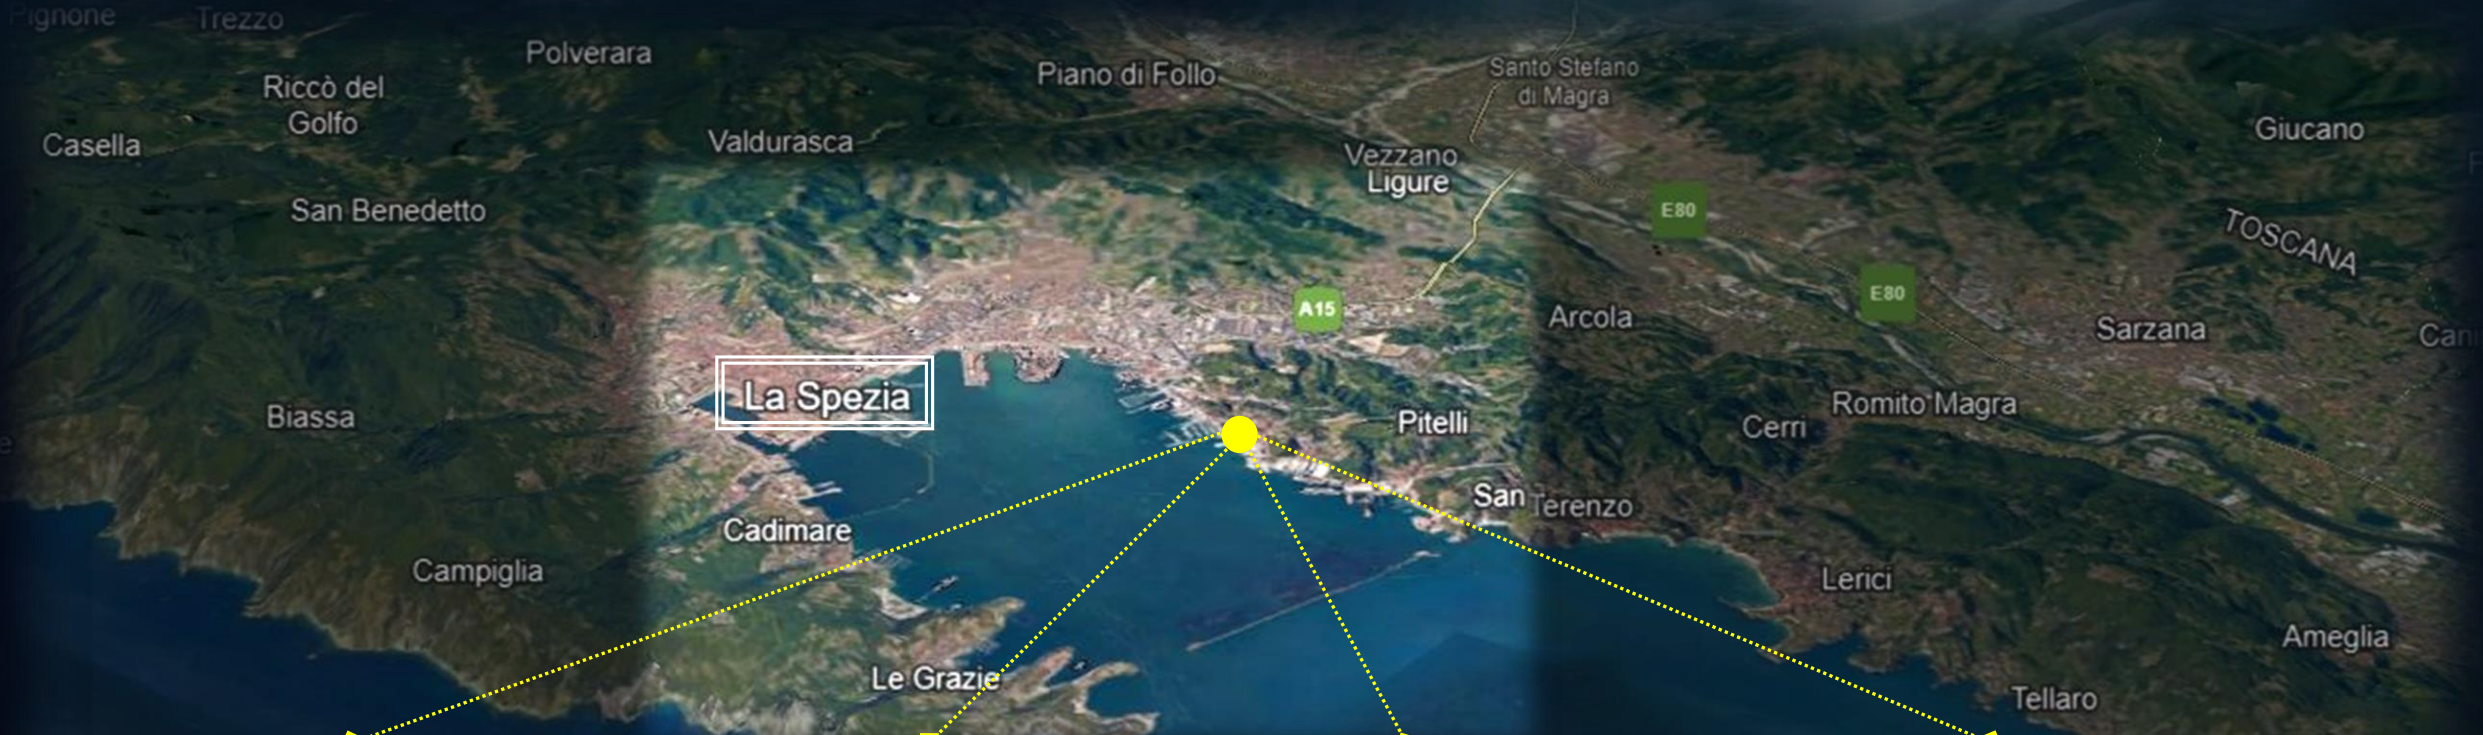 Pignone
Trezzo
Polverara
Riccò del
Golfo
Piano di Follo
Santo Stefano
di Magra
Casella
Valdurasca
Vezzano
Ligure
Giucano
San Benedetto
E80
TOSCANA
E80
A15
Arcola
Sarzana
La Spezia
Biassa
Pitelli
Cerri
Romito Magra
San Terenzo
Cadimare
Campiglia
Lerici
Le Grazie
Ameglia
Tellaro